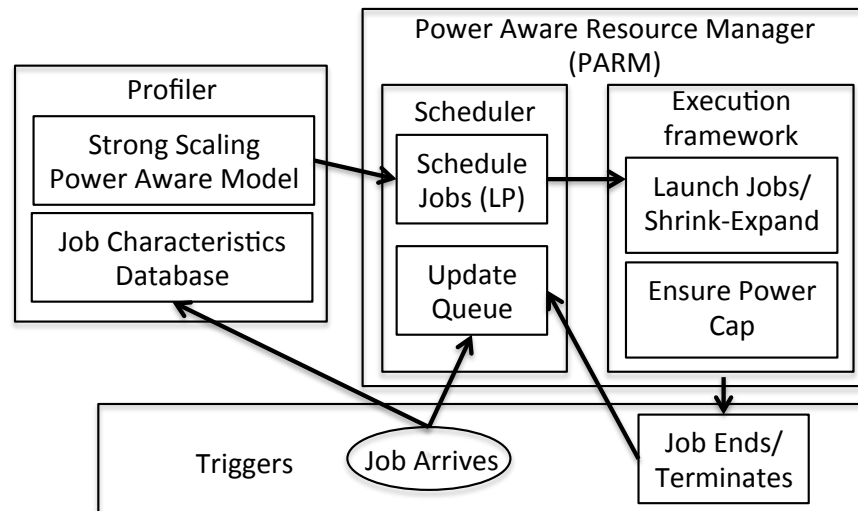 Power Aware Resource Manager
(PARM)
Profiler
Strong Scaling
Power Aware Model
Job Characteristics
Database
Scheduler
Schedule
Jobs (LP)
Update
Queue
Execution
framework
Launch Jobs/
Shrink-Expand
Ensure Power
Cap
Triggers
Job Arrives
Job Ends/
Terminates